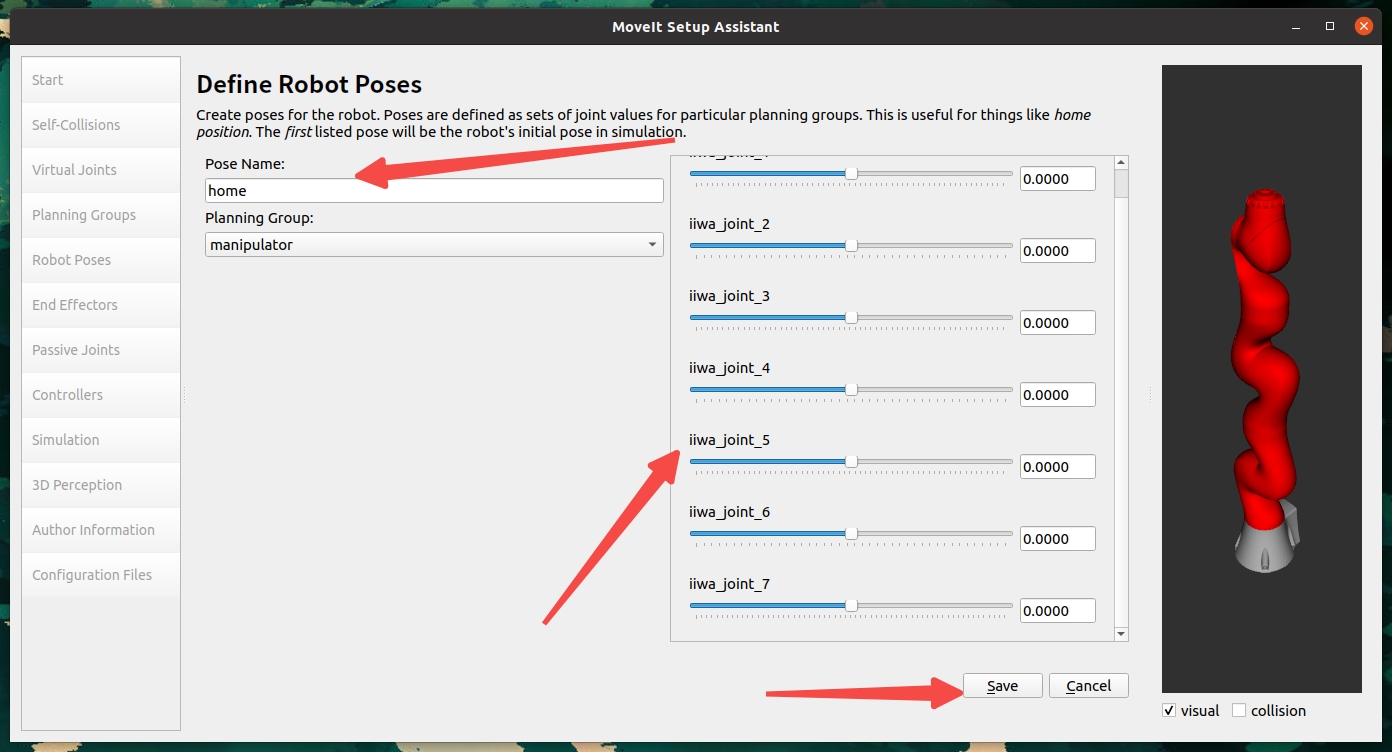 MoveIt Setup Assistant
Start
Self-Collisions
Virtual Joints
Planning Groups
Robot Poses
End Effectors
Passive Joints
Controllers
Simulation
3D Perception
Author Information
Configuration Files
Define Robot Poses
Create poses for the robot. Poses are defined as sets of joint values for particular planning groups. This is useful for things like home
position. The first listed pose will be the robot's initial pose in simulation.
Pose Name:
home
Planning Group:
manipulator
0.0000
iiwa_joint_2
0.0000
iiwa_joint_3
0.0000
iiwa_joint_4
0.0000
iiwa_joint_5
0.0000
iiwa_joint_6
0.0000
iiwa_joint_7
0.0000
Save
Cancel
visual
collision